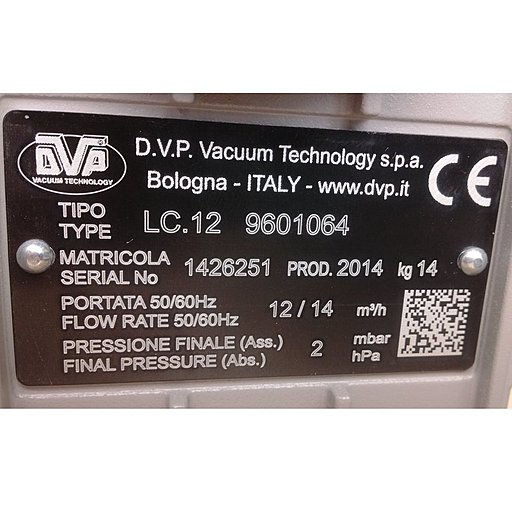 DVP
VACUUM TECHNOLOGY
D.V.P. Vacuum Technology s.p.a.
Bologna - ITALY - www.dvp.it
CE
TIPO
TYPE
LC.12 9601064
MATRICOLA
SERIAL No
1426251 PROD. 2014 kg 14
PORTATA 50/60Hz
FLOW RATE 50/60Hz
12 / 14 m³/h
PRESSIONE FINALE (Ass.)
FINAL PRESSURE (Abs.)
2
mbar
hPa